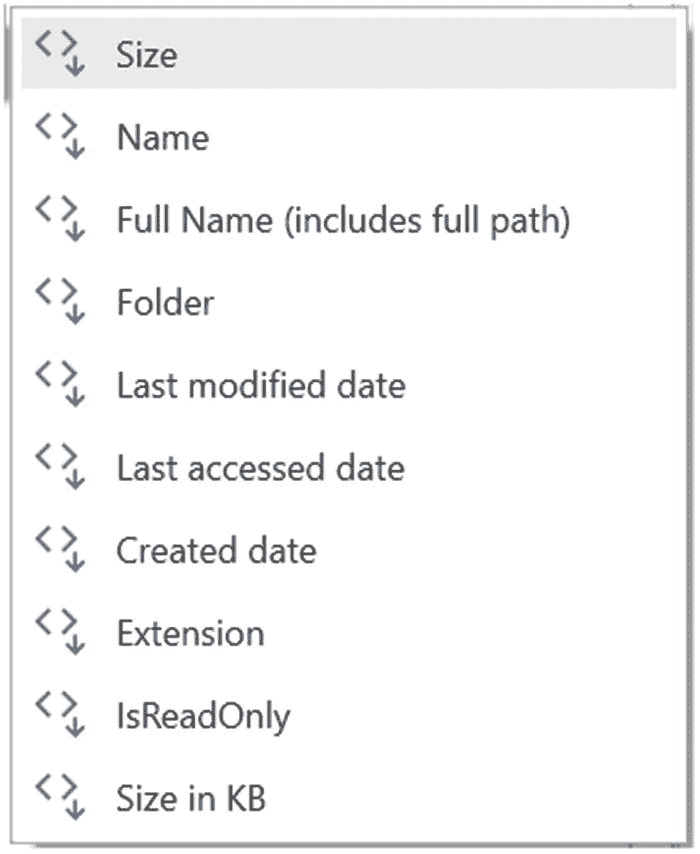 Size
Name
Full Name (includes full path)
Folder
Last modified date
Last accessed date
Created date
Extension
IsReadOnly
Size in KB